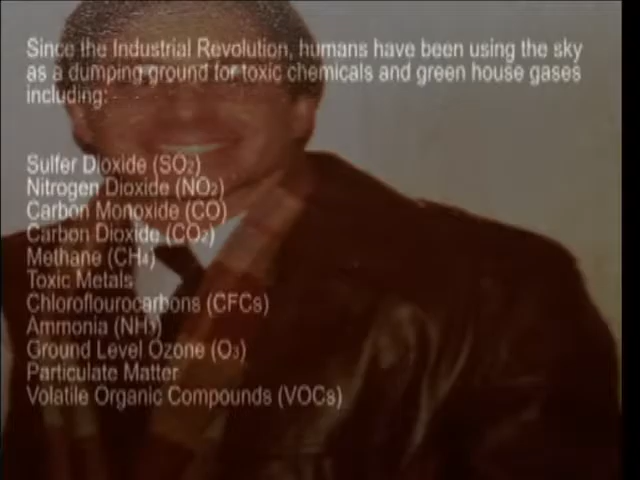 Since the Industrial Revolution, humans have been using the sky
as a dumping ground for toxic chemicals and green house gases
including:
Sulfer Dioxide (SO₂)
Nitrogen Dioxide (NO₂)
Carbon Monoxide (CO)
Carbon Dioxide (CO₂)
Methane (CH₄)
Toxic Metals
Chloroflourocarbons (CFCs)
Ammonia (NH₃)
Ground Level Ozone (O₃)
Particulate Matter
Volatile Organic Compounds (VOCs)